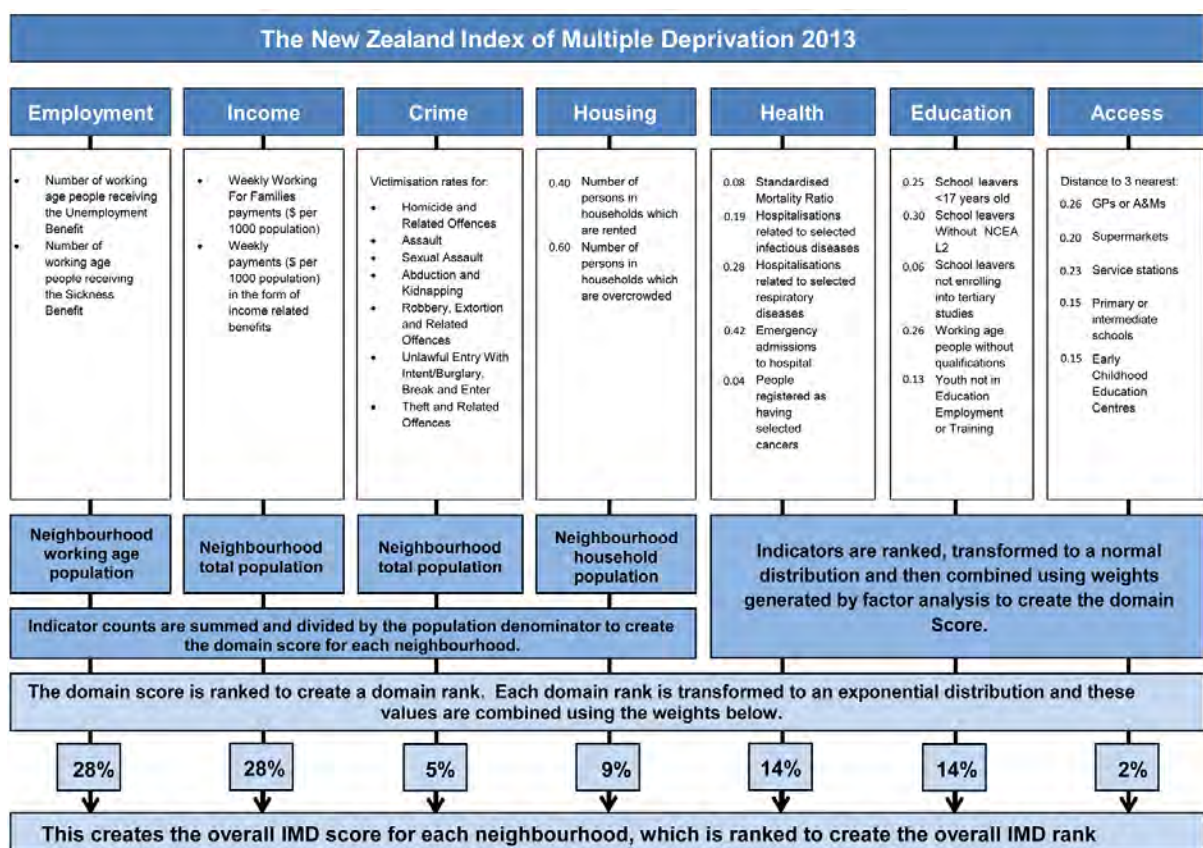 The New Zealand Index of Multiple Deprivation 2013
Employment
Income
Crime
Housing
Health
Education
Access
Number of working
age people receiving
the Unemployment
Benefit
Number of
working age
people receiving
the Sickness
Benefit
Weekly Working
For Families
payments ($ per
1000 population)
Weekly
payments ($ per
1000 population)
in the form of
income related
benefits
Victimisation rates for:
Homicide and
Related Offences
Assault
Sexual Assault
Abduction and
Kidnapping
Robbery, Extortion
and Related
Offences
Unlawful Entry With
Intent/Burglary,
Break and Enter
Theft and Related
Offences
0.40 Number of
persons in
households which
are rented
0.60 Number of
persons in
households which
are overcrowded
0.08 Standardised
Mortality Ratio
0.19 Hospitalisations
related to selected
infectious diseases
0.28 Hospitalisations
related to selected
respiratory
diseases
0.42 Emergency
admissions
to hospital
0.04 People
registered as
having
selected
cancers
0.25 School leavers
<17 years old
0.30 School leavers
Without NCEA
L2
0.06 School leavers
not enrolling
into tertiary
studies
0.26 Working age
people without
qualifications
0.13 Youth not in
Education
Employment
or Training
Distance to 3 nearest:
0.26 GPs or A&Ms
0.20 Supermarkets
0.23 Service stations
0.15 Primary or
intermediate
schools
0.15 Early
Childhood
Education
Centres
Neighbourhood
working age
population
Neighbourhood
total population
Neighbourhood
total population
Neighbourhood
household
population
Indicators are ranked, transformed to a normal
distribution and then combined using weights
generated by factor analysis to create the domain
Score.
Indicator counts are summed and divided by the population denominator to create
the domain score for each neighbourhood.
The domain score is ranked to create a domain rank. Each domain rank is transformed to an exponential distribution and these
values are combined using the weights below.
28%
28%
5%
9%
14%
14%
2%
This creates the overall IMD score for each neighbourhood, which is ranked to create the overall IMD rank